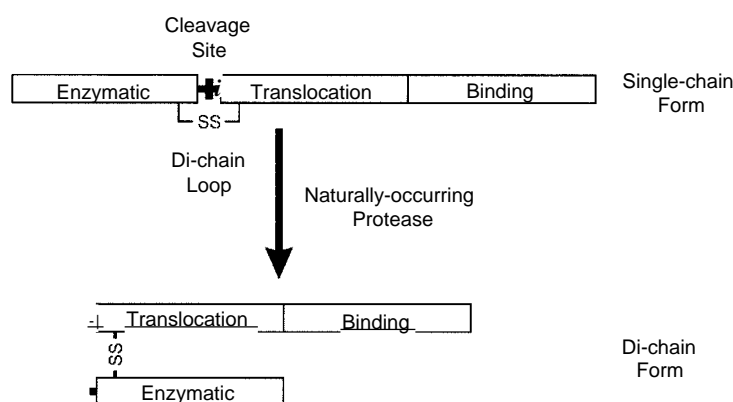 Cleavage
Site
Enzymatic
i
Translocation
Binding
Single-chain
Form
SS
Di-chain
Loop
Naturally-occurring
Protease
Translocation
Binding
SS
Di-chain
Form
Enzymatic